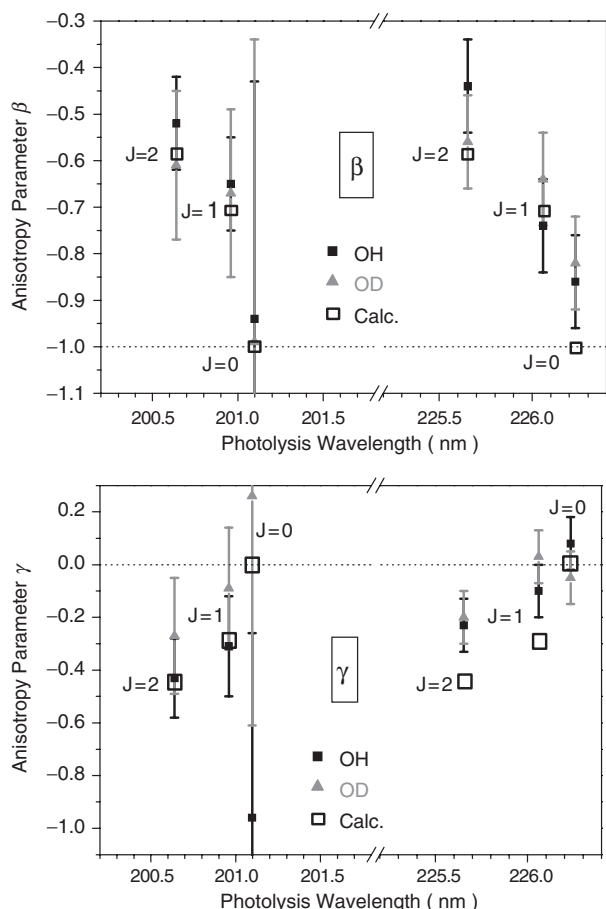 −0.3
−0.4
−0.5
−0.6
−0.7
−0.8
−0.9
−1.0
−1.1
Anisotropy Parameter β
J=2
J=1
J=0
β
OH
OD
Calc.
J=2
J=1
J=0
200.5 201.0 201.5 225.5 226.0
Photolysis Wavelength ( nm )
0.2
0.0
−0.2
−0.4
−0.6
−0.8
−1.0
Anisotropy Parameter γ
J=0
J=1
J=2
γ
OH
OD
Calc.
J=0
J=1
J=2
200.5 201.0 201.5 225.5 226.0
Photolysis Wavelength ( nm )